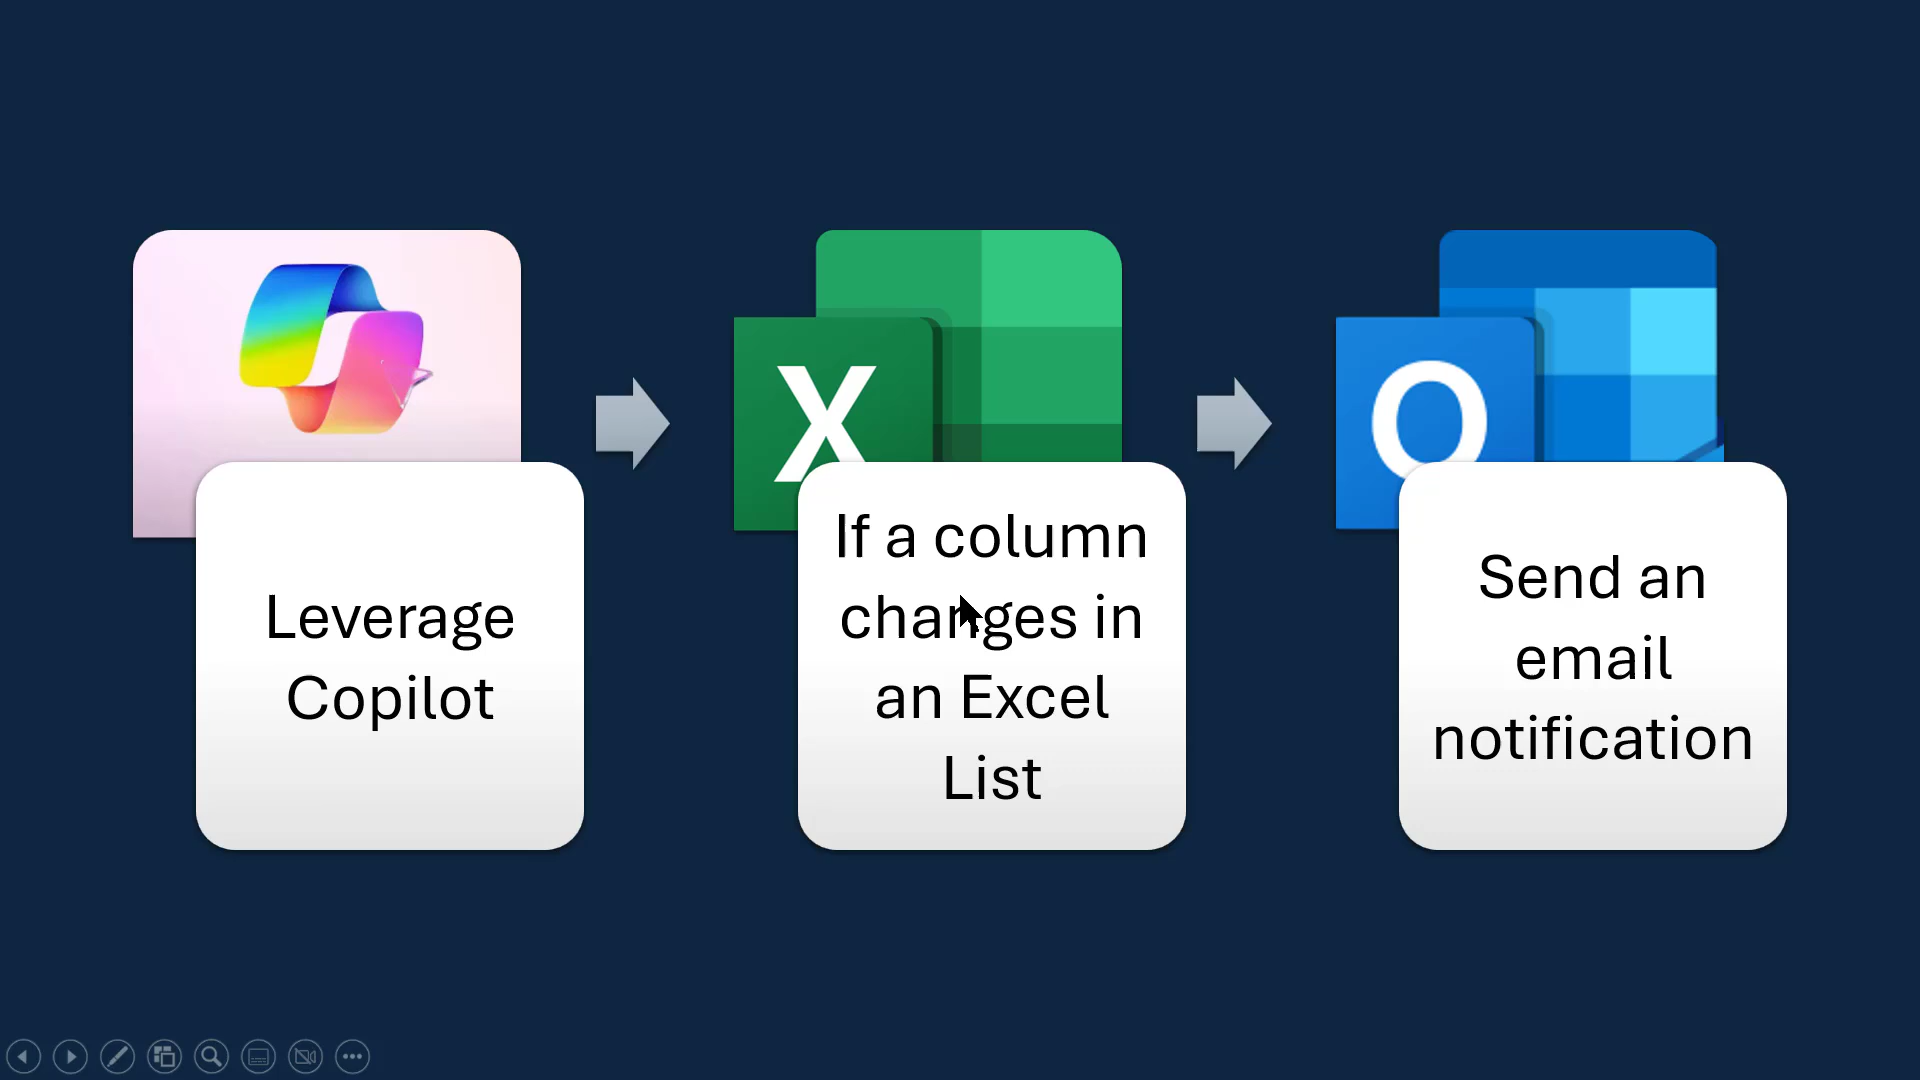 Leverage
Copilot
X
If a column
changes in
an Excel
List
O
Send an
email
notification